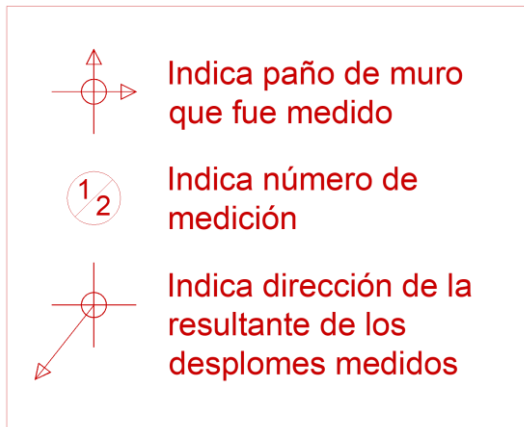 Indica paño de muro
que fue medido
1/2
Indica número de
medición
Indica dirección de la
resultante de los
desplomes medidos